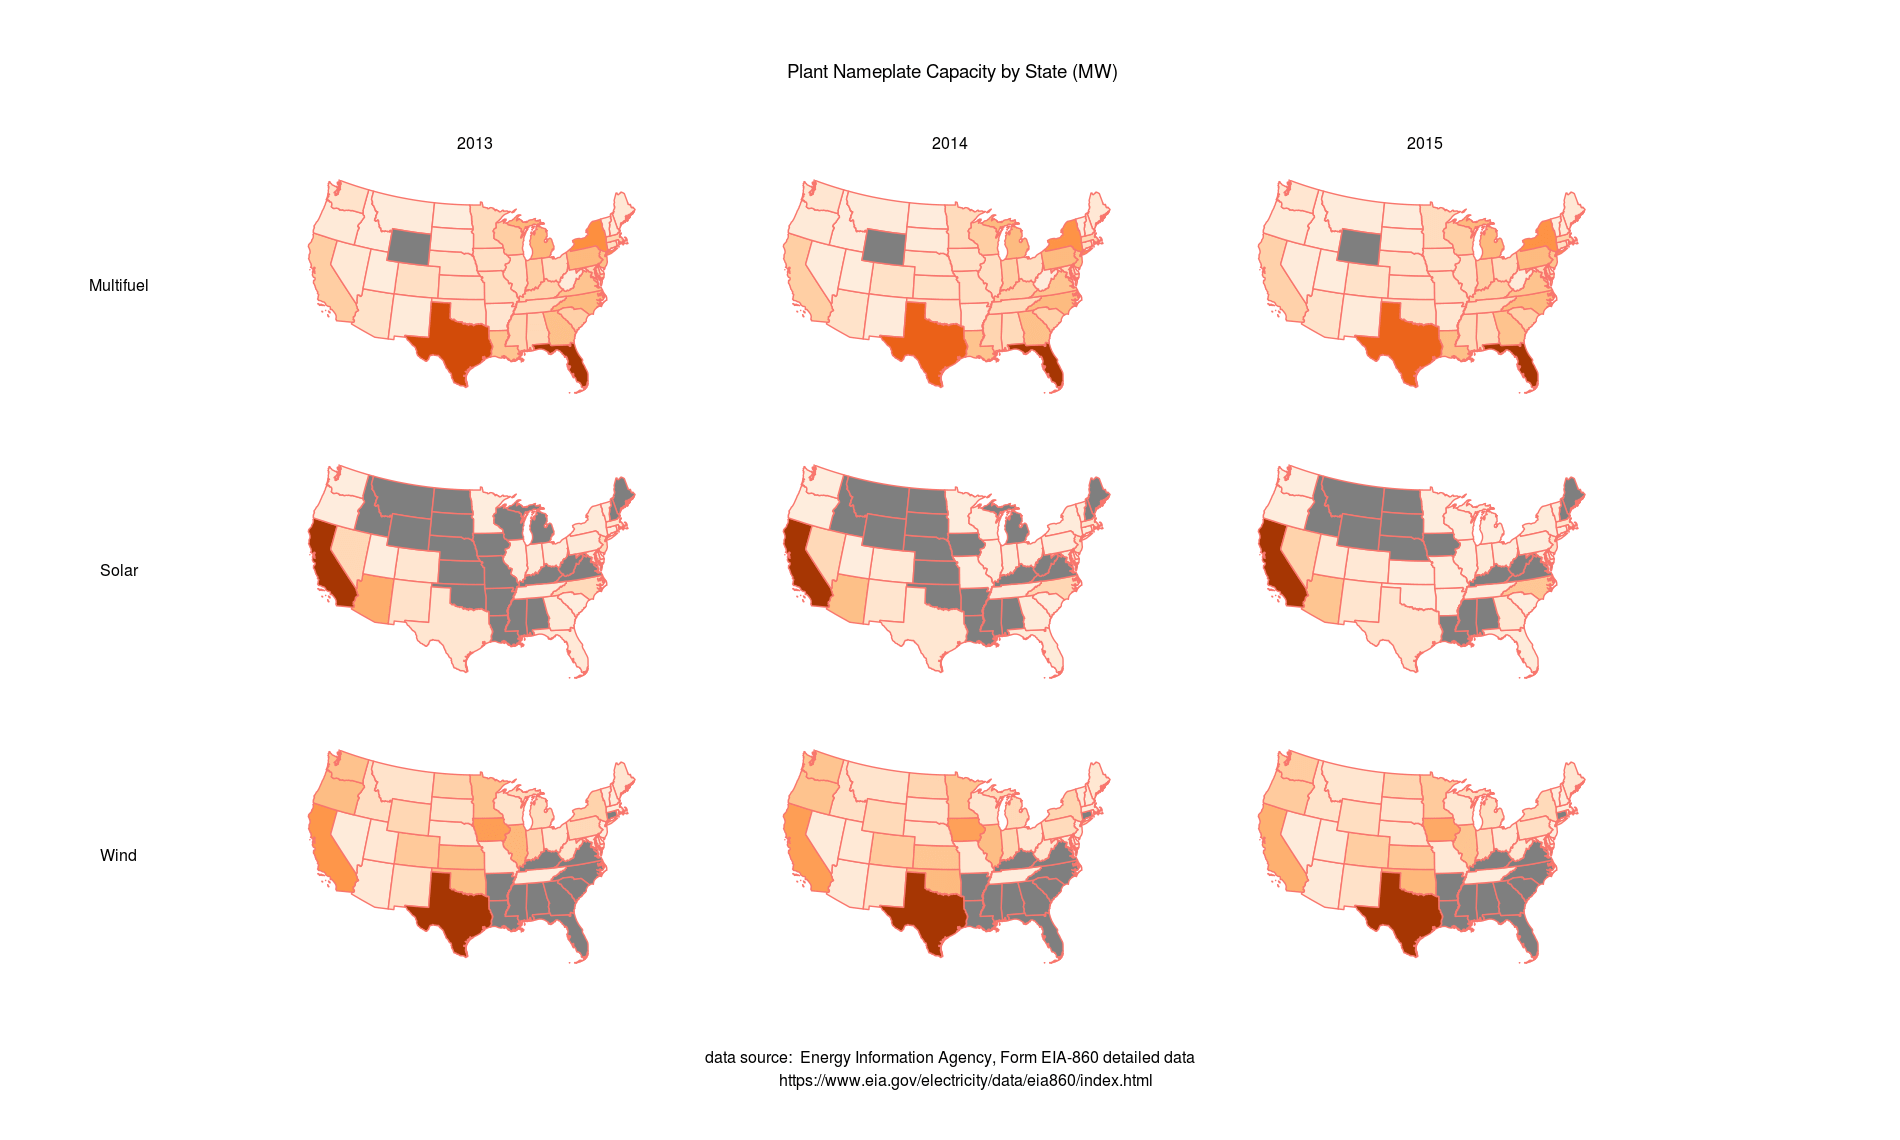 Plant Nameplate Capacity by State (MW)
2013
2014
2015
Multifuel
Solar
Wind
data source:  Energy Information Agency, Form EIA-860 detailed data
https://www.eia.gov/electricity/data/eia860/index.html